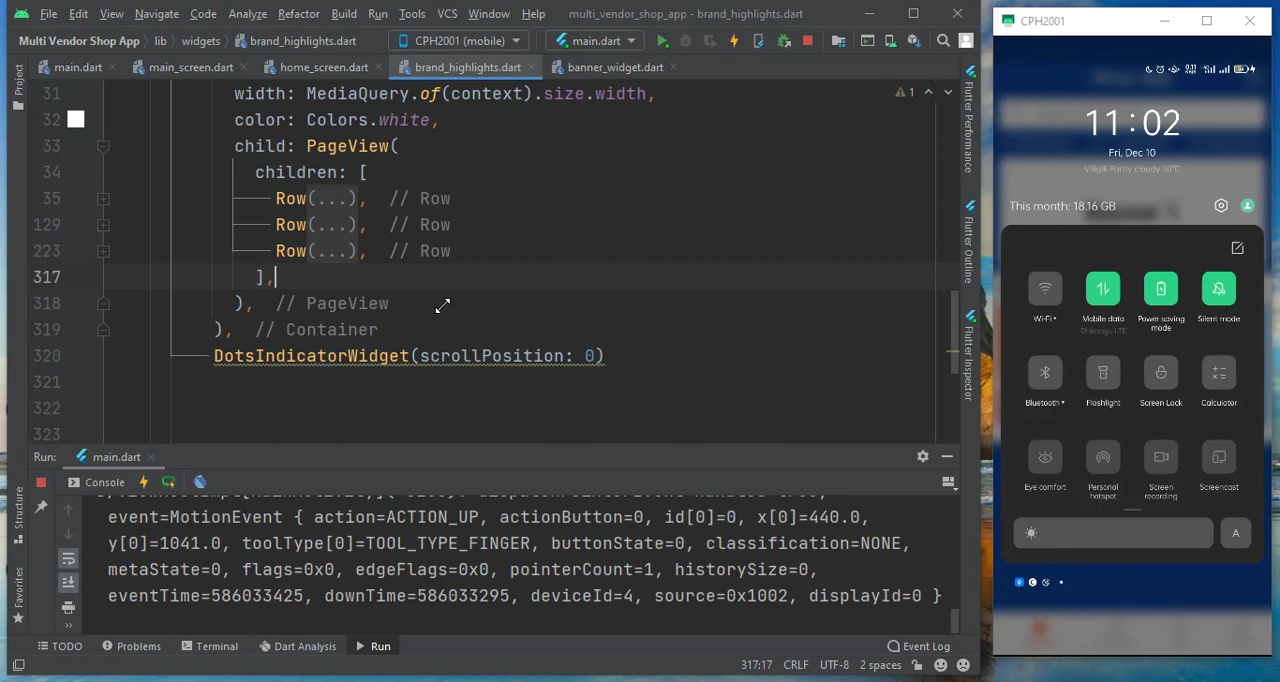 File Edit View Navigate Code Analyze Refactor Build Run Tools VCS Window Help multi_vendor_shop_app - brand_highlights.dart
Multi Vendor Shop App lib widgets brand_highlights.dart CPH2001 (mobile) main.dart
main.dart main_screen.dart home_screen.dart brand_highlights.dart banner_widget.dart
Project
31 width: MediaQuery.of(context).size.width,
32 color: Colors.white,
33 child: PageView(
34 children: [
35 Row(...), // Row
129 Row(...), // Row
223 Row(...), // Row
317 ],
318 ), // PageView
319 ), // Container
320 DotsIndicatorWidget(scrollPosition: 0)
321
322
323
1
Flutter Performance
Flutter Outline
Flutter Inspector
Run: main.dart
Console
event=MotionEvent { action=ACTION_UP, actionButton=0, id[0]=0, x[0]=440.0,
y[0]=1041.0, toolType[0]=TOOL_TYPE_FINGER, buttonState=0, classification=NONE,
metaState=0, flags=0x0, edgeFlags=0x0, pointerCount=1, historySize=0,
eventTime=586033425, downTime=586033295, deviceId=4, source=0x1002, displayId=0 }
Structure
Favorites
TODO Problems Terminal Dart Analysis Run Event Log
317:17 CRLF UTF-8 2 spaces
CPH2001
11:02
Fri, Dec 10
Viligili Partly cloudy 30°C
This month: 18.16 GB
Wi-Fi Mobile data Power saving mode Silent mode
Dhiraagu LTE
Bluetooth Flashlight Screen Lock Calculator
Eye comfort Personal hotspot Screen recording Screencast
A